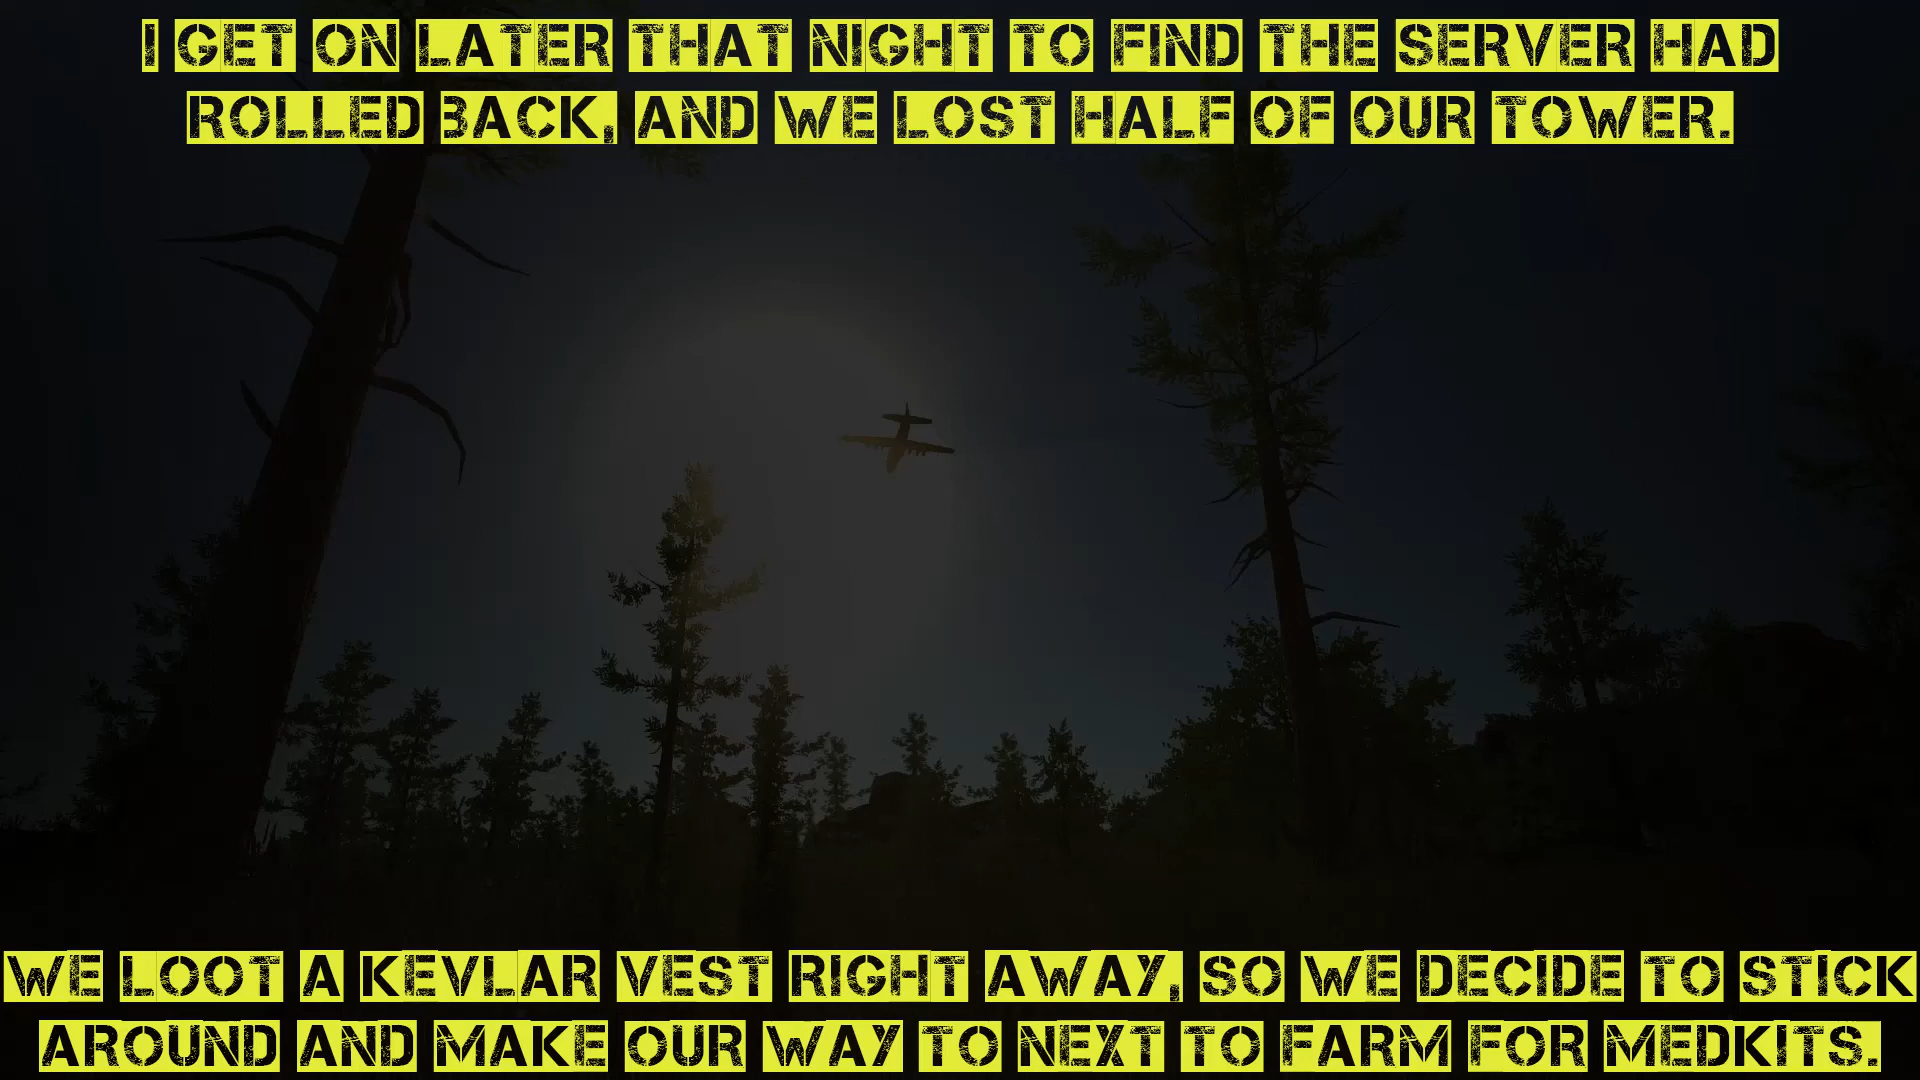 I GET ON LATER THAT NIGHT TO FIND THE SERVER HAD
ROLLED BACK, AND WE LOST HALF OF OUR TOWER.
WE LOOT A KEVLAR VEST RIGHT AWAY, SO WE DECIDE TO STICK
AROUND AND MAKE OUR WAY TO NEXT TO FARM FOR MEDKITS.